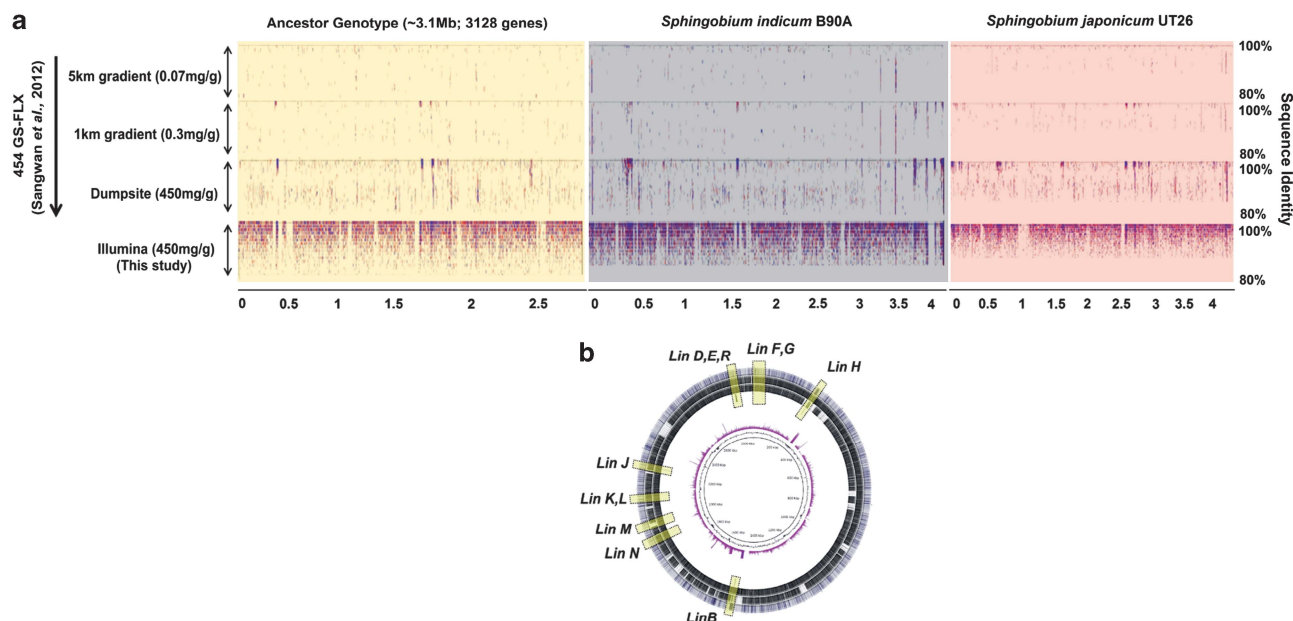 a
Ancestor Genotype (~3.1Mb; 3128 genes)
Sphingobium indicum B90A
Sphingobium japonicum UT26
454 GS-FLX
(Sangwan et al., 2012)
5km gradient (0.07mg/g)
1km gradient (0.3mg/g)
Dumpsite (450mg/g)
Illumina (450mg/g)
(This study)
100%
80%
100%
80%
100%
80%
100%
80%
Sequence Identity
0 0.5 1 1.5 2 2.5
0 0.5 1 1.5 2 2.5 3 3.5 4
0 0.5 1 1.5 2 2.5 3 3.5 4
b
Lin D,E,R
Lin F,G
Lin H
Lin J
Lin K,L
Lin M
Lin N
LinB